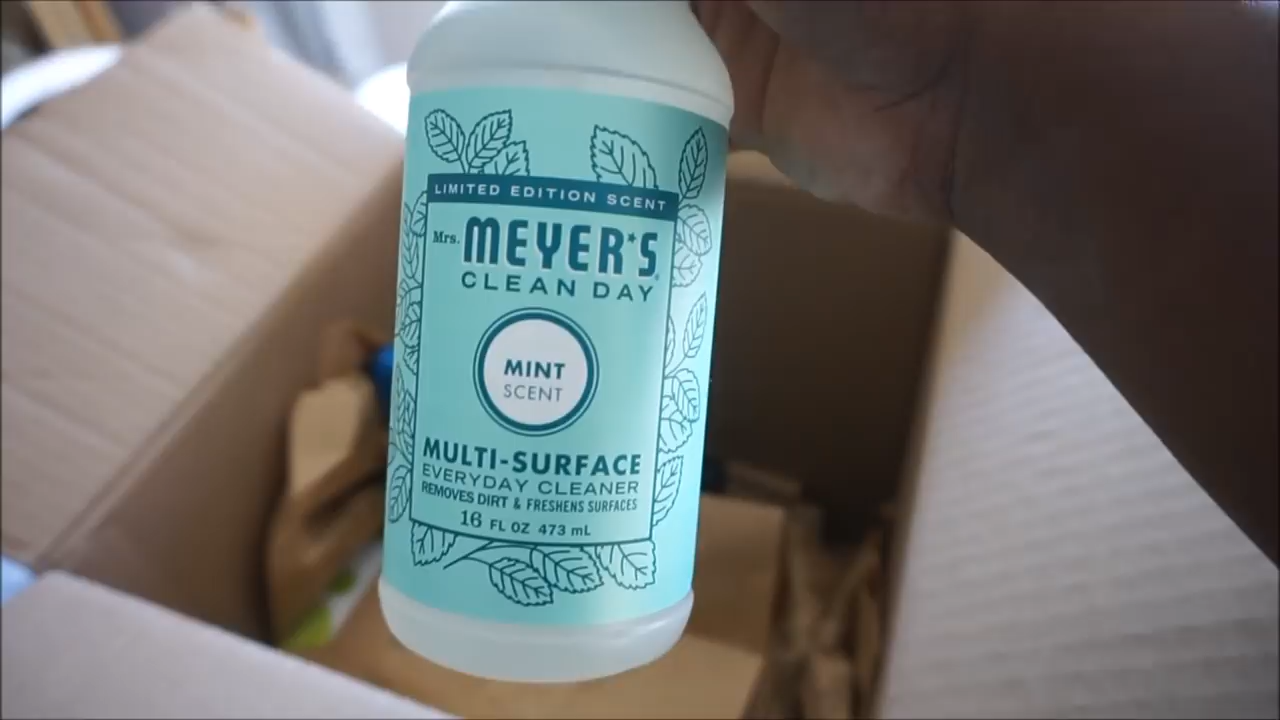 LIMITED EDITION SCENT
Mrs. MEYER'S®
CLEAN DAY
MINT
SCENT
MULTI-SURFACE
EVERYDAY CLEANER
REMOVES DIRT & FRESHENS SURFACES
16 FL OZ 473 mL